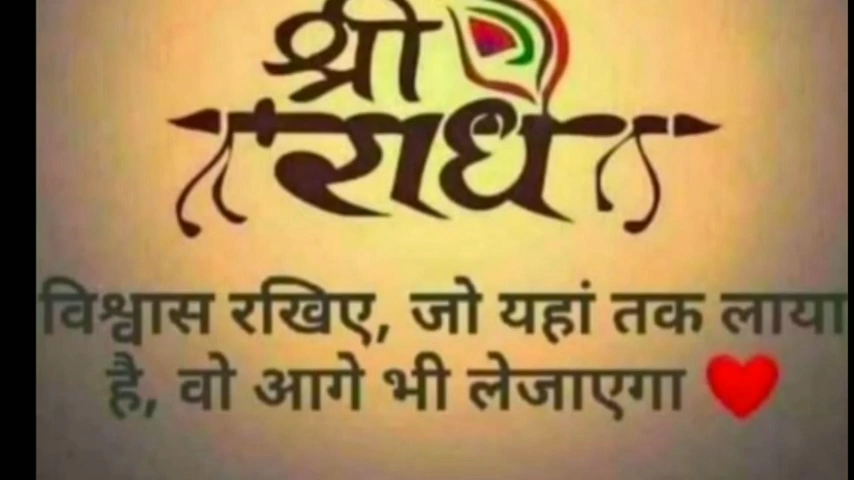 श्री
राधे
विश्वास रखिए, जो यहां तक लाया
है, वो आगे भी लेजाएगा ❤️